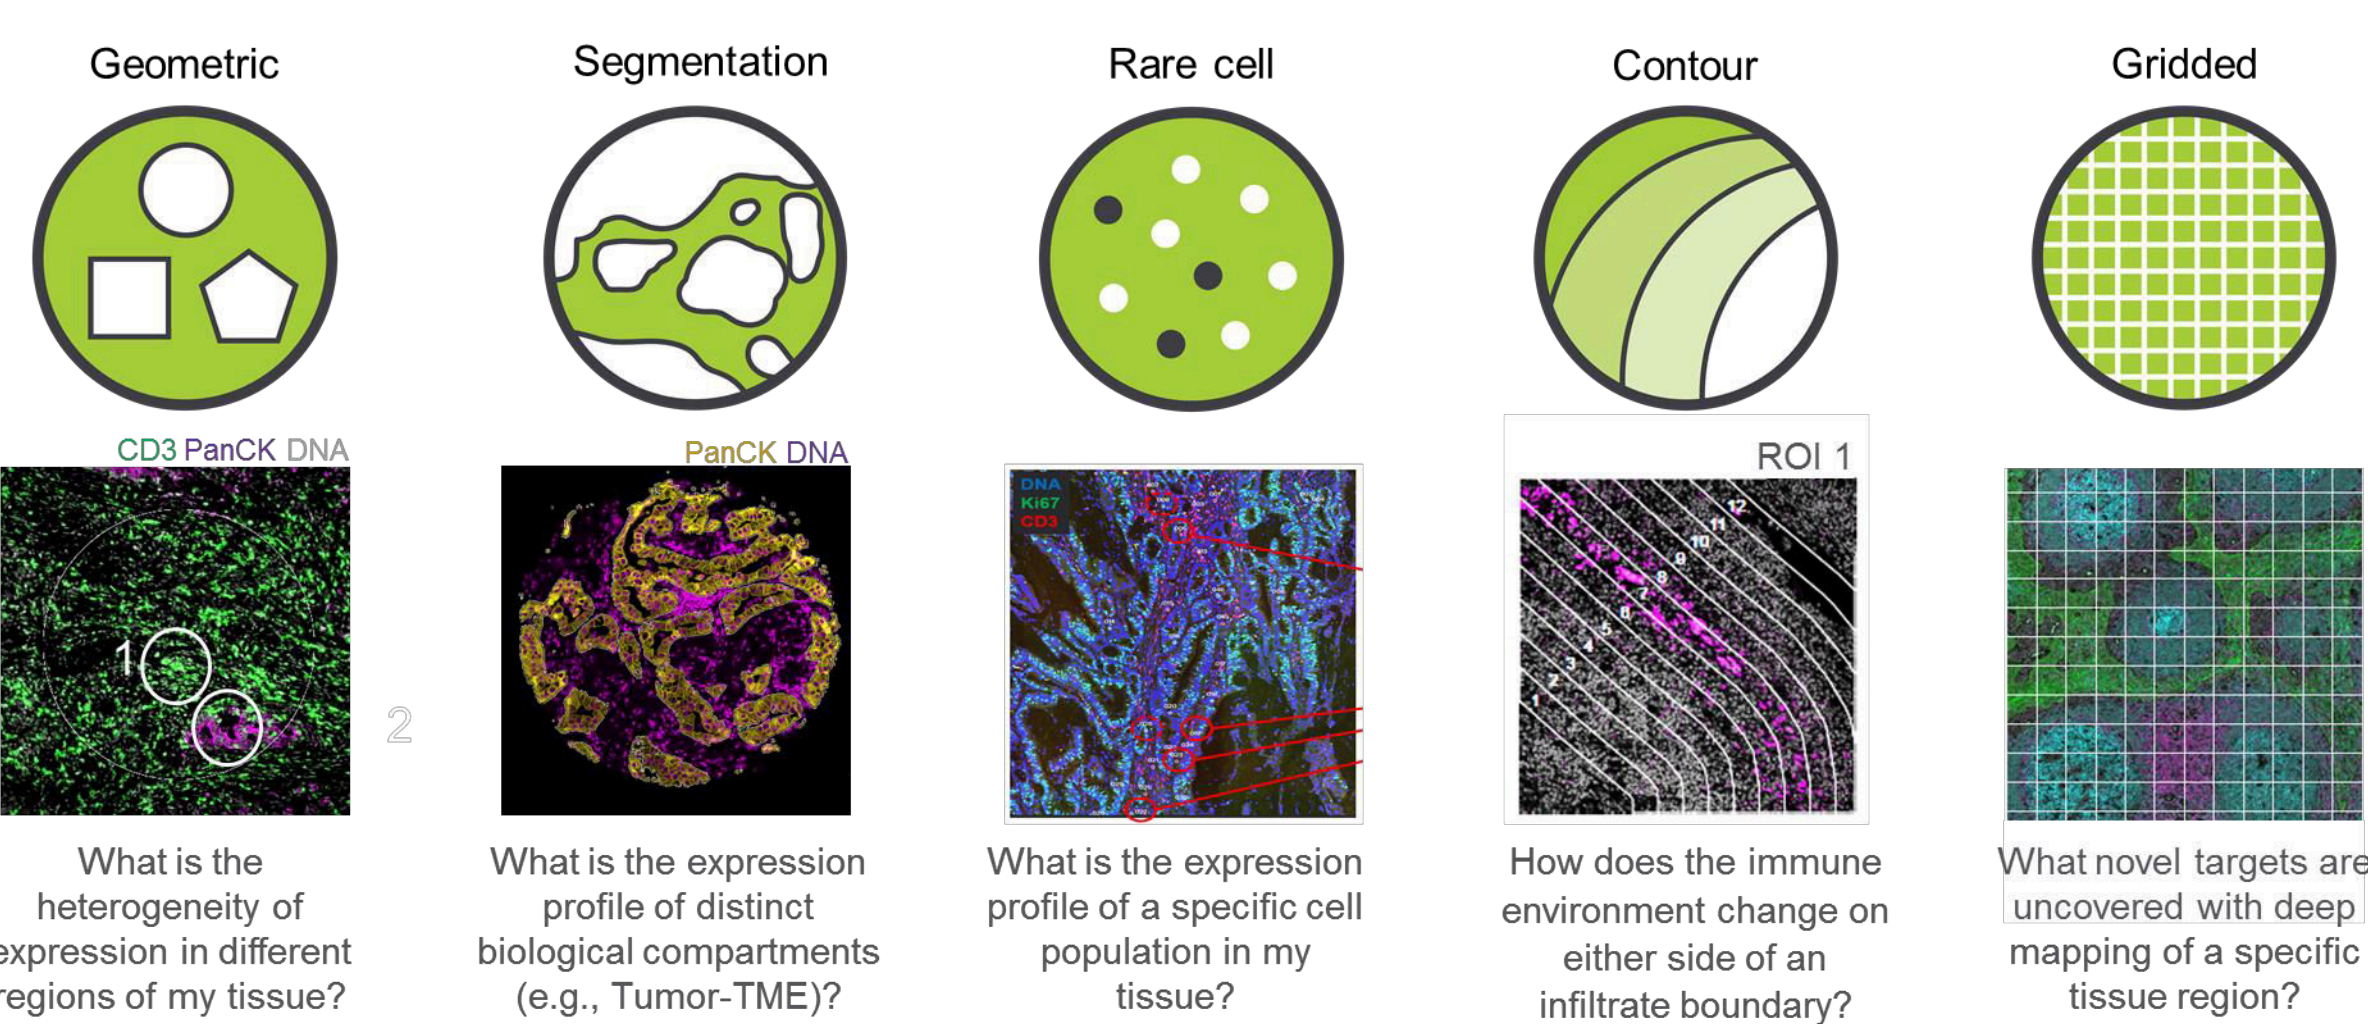 Geometric
Segmentation
Rare cell
Contour
Gridded
CD3 PanCK DNA
PanCK DNA
DNA
Ki67
CD3
ROI 1
1
2
12
11
10
9
8
7
6
5
4
3
2
1
What is the
heterogeneity of
expression in different
regions of my tissue?
What is the expression
profile of distinct
biological compartments
(e.g., Tumor-TME)?
What is the expression
profile of a specific cell
population in my
tissue?
How does the immune
environment change on
either side of an
infiltrate boundary?
What novel targets are
uncovered with deep
mapping of a specific
tissue region?